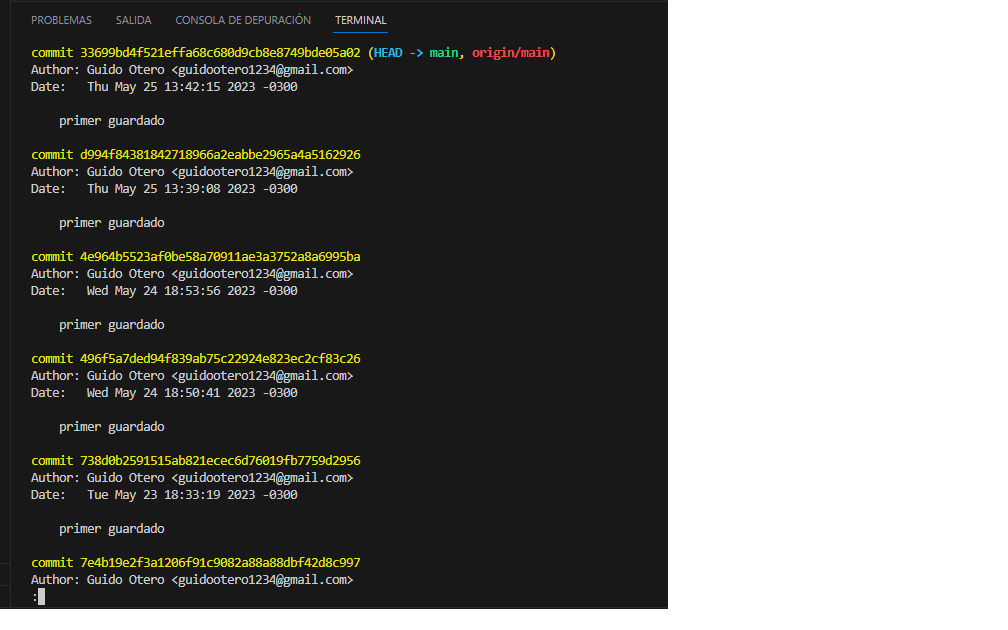 PROBLEMAS SALIDA CONSOLA DE DEPURACIÓN TERMINAL
commit 33699bd4f521effa68c680d9cb8e8749bde05a02 (HEAD -> main, origin/main)
Author: Guido Otero <guidootero1234@gmail.com>
Date:   Thu May 25 13:42:15 2023 -0300
primer guardado
commit d994f84381842718966a2eabbe2965a4a5162926
Author: Guido Otero <guidootero1234@gmail.com>
Date:   Thu May 25 13:39:08 2023 -0300
primer guardado
commit 4e964b5523af0be58a70911ae3a3752a8a6995ba
Author: Guido Otero <guidootero1234@gmail.com>
Date:   Wed May 24 18:53:56 2023 -0300
primer guardado
commit 496f5a7ded94f839ab75c22924e823ec2cf83c26
Author: Guido Otero <guidootero1234@gmail.com>
Date:   Wed May 24 18:50:41 2023 -0300
primer guardado
commit 738d0b2591515ab821ecec6d76019fb7759d2956
Author: Guido Otero <guidootero1234@gmail.com>
Date:   Tue May 23 18:33:19 2023 -0300
primer guardado
commit 7e4b19e2f3a1206f91c9082a88a88dbf42d8c997
Author: Guido Otero <guidootero1234@gmail.com>
: